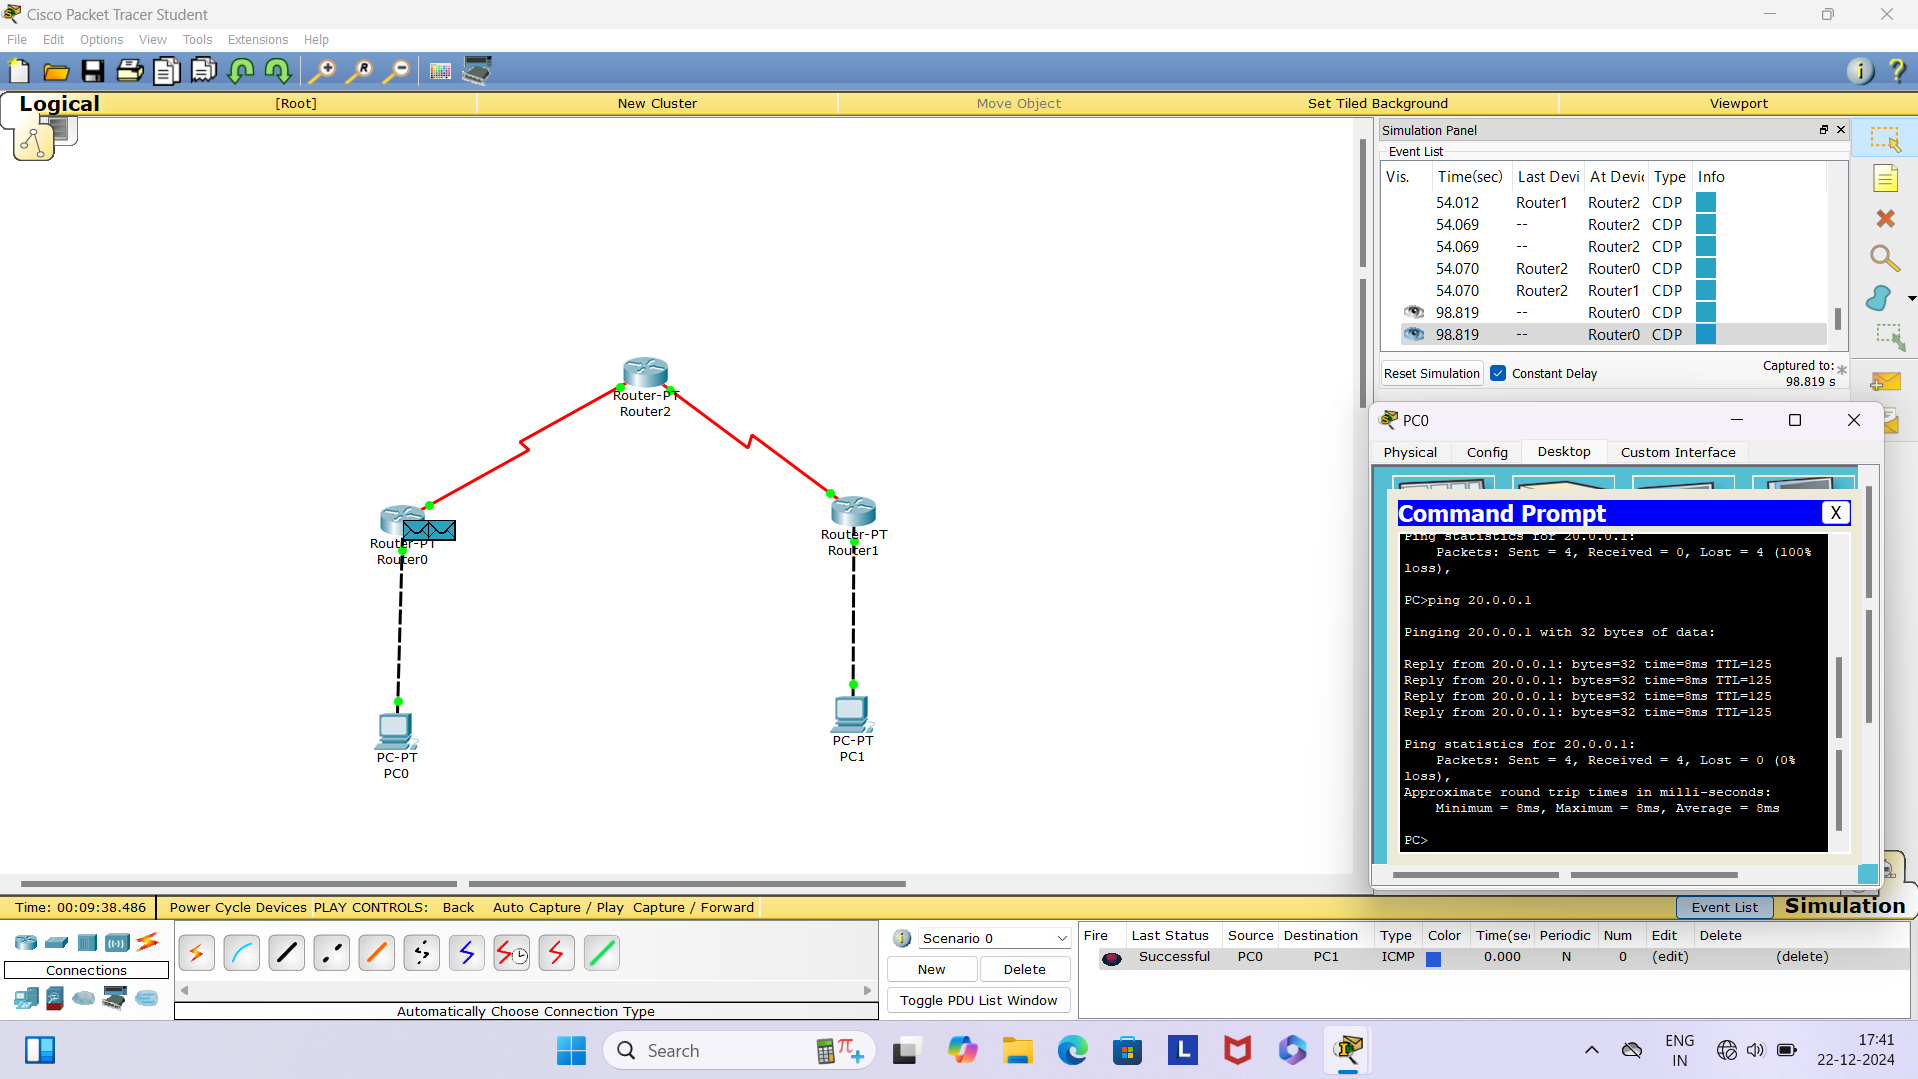 Cisco Packet Tracer Student
File Edit Options View Tools Extensions Help
Logical [Root] New Cluster Move Object Set Tiled Background Viewport
Simulation Panel
Event List
Vis. Time(sec) Last Devi At Devic Type Info
54.012 Router1 Router2 CDP
54.069 -- Router2 CDP
54.069 -- Router2 CDP
54.070 Router2 Router0 CDP
54.070 Router2 Router1 CDP
98.819 -- Router0 CDP
98.819 -- Router0 CDP
Reset Simulation Constant Delay Captured to: *
98.819 s
Router-PT
Router2
Router-PT
Router0
Router-PT
Router1
PC-PT
PC0
PC-PT
PC1
PC0
Physical Config Desktop Custom Interface
Command Prompt X
Ping statistics for 20.0.0.1:
Packets: Sent = 4, Received = 0, Lost = 4 (100%
loss),
PC>ping 20.0.0.1
Pinging 20.0.0.1 with 32 bytes of data:
Reply from 20.0.0.1: bytes=32 time=8ms TTL=125
Reply from 20.0.0.1: bytes=32 time=8ms TTL=125
Reply from 20.0.0.1: bytes=32 time=8ms TTL=125
Reply from 20.0.0.1: bytes=32 time=8ms TTL=125
Ping statistics for 20.0.0.1:
Packets: Sent = 4, Received = 4, Lost = 0 (0%
loss),
Approximate round trip times in milli-seconds:
Minimum = 8ms, Maximum = 8ms, Average = 8ms
PC>
Time: 00:09:38.486 Power Cycle Devices PLAY CONTROLS: Back Auto Capture / Play Capture / Forward Event List Simulation
Connections
Automatically Choose Connection Type
Scenario 0
New Delete
Toggle PDU List Window
Fire Last Status Source Destination Type Color Time(sec Periodic Num Edit Delete
Successful PC0 PC1 ICMP 0.000 N 0 (edit) (delete)
Search
ENG
IN
17:41
22-12-2024